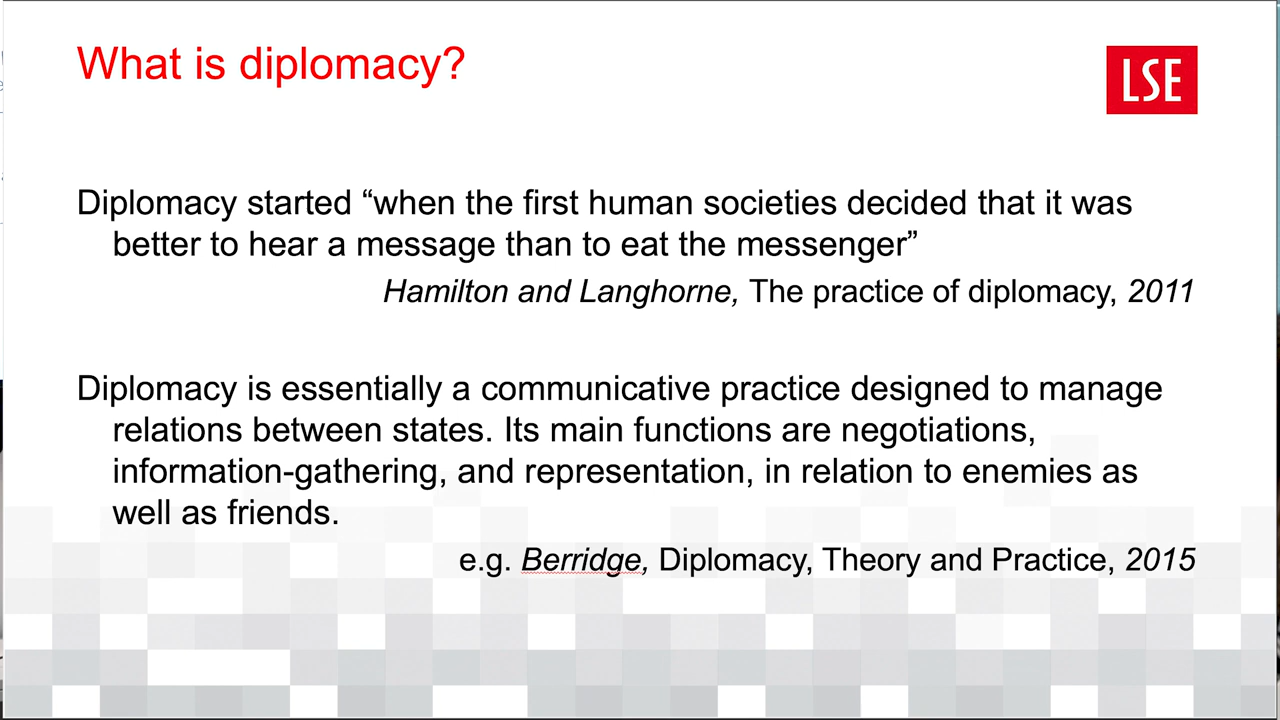 What is diplomacy?
LSE
Diplomacy started “when the first human societies decided that it was
better to hear a message than to eat the messenger”
Hamilton and Langhorne, The practice of diplomacy, 2011
Diplomacy is essentially a communicative practice designed to manage
relations between states. Its main functions are negotiations,
information-gathering, and representation, in relation to enemies as
well as friends.
e.g. Berridge, Diplomacy, Theory and Practice, 2015